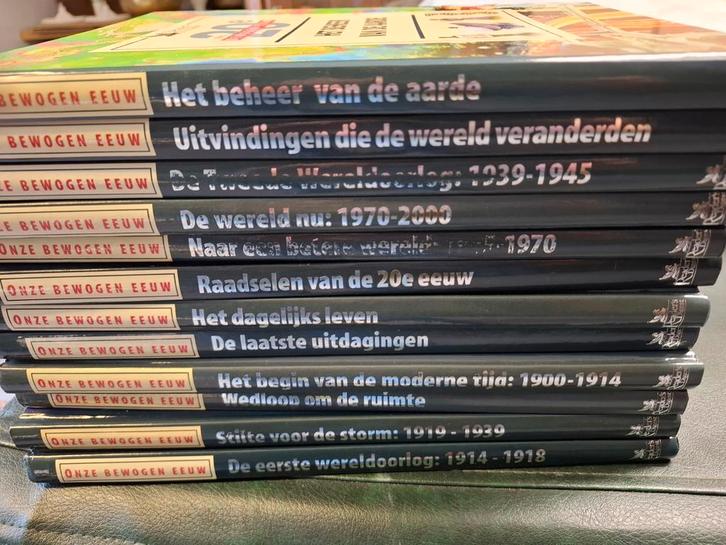 BEWOGEN EEUW Het beheer van de aarde
BEWOGEN EEUW Uitvindingen die de wereld veranderden
NZE BEWOGEN EEUW De Tweede Wereldoorlog: 1939-1945
ZE BEWOGEN EEUW De wereld nu: 1970-2000
ONZE BEWOGEN EEUW Naar een betere wereld 1970
ONZE BEWOGEN EEUW Raadselen van de 20e eeuw
ONZE BEWOGEN EEUW Het dagelijks leven
ONZE BEWOGEN EEUW De laatste uitdagingen
ONZE BEWOGEN EEUW Het begin van de moderne tijd: 1900-1914
ONZE BEWOGEN EEUW Wedloop om de ruimte
ONZE BEWOGEN EEUW Stilte voor de storm: 1919 - 1939
ONZE BEWOGEN EEUW De eerste wereldoorlog: 1914 - 1918